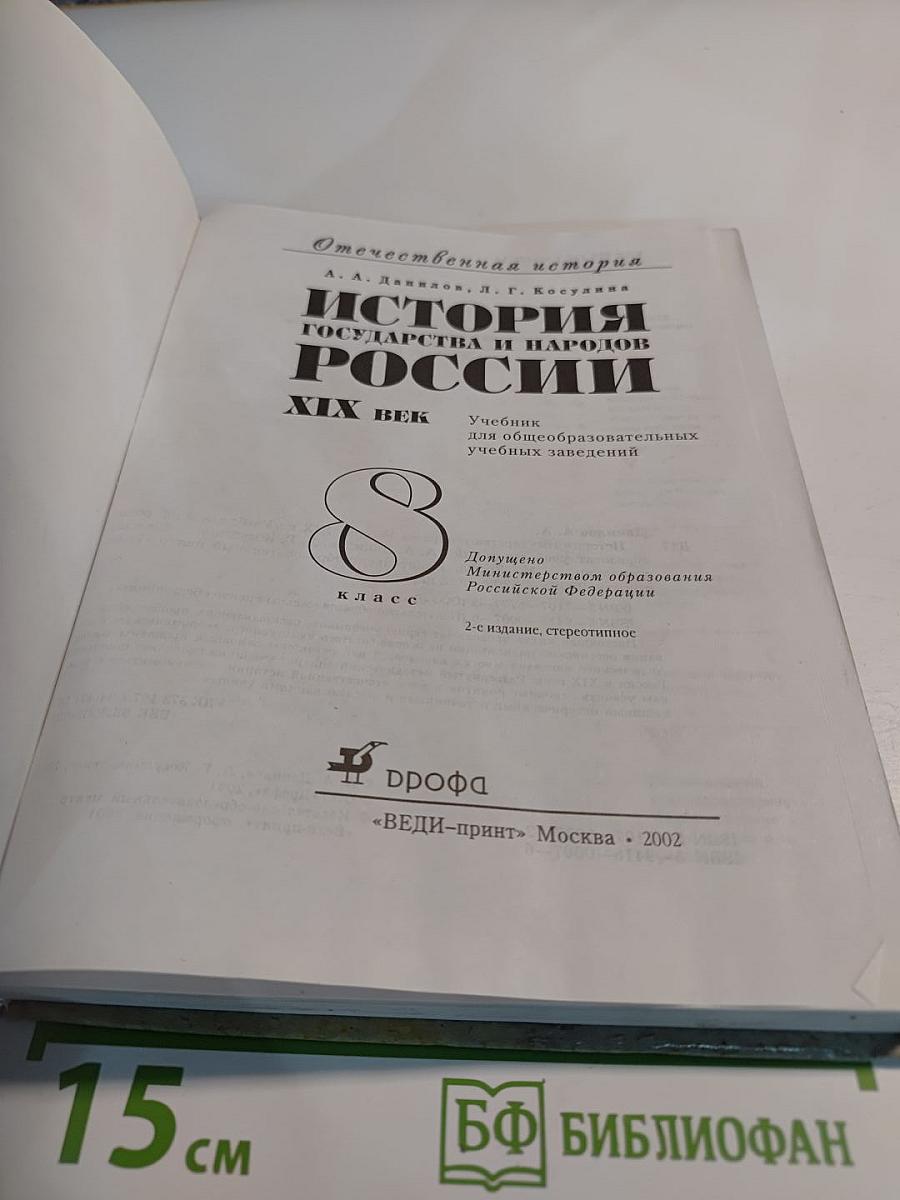 Отечественная история
А. А. Данилов, Л. Г. Косулина
ИСТОРИЯ
ГОСУДАРСТВА И НАРОДОВ
РОССИИ
XIX ВЕК
Учебник
для общеобразовательных
учебных заведений
8
класс
Допущено
Министерством образования
Российской Федерации
2-е издание, стереотипное
дрофа
«ВЕДИ–принт» Москва • 2002
15 см
БФ БИБЛИОФАН